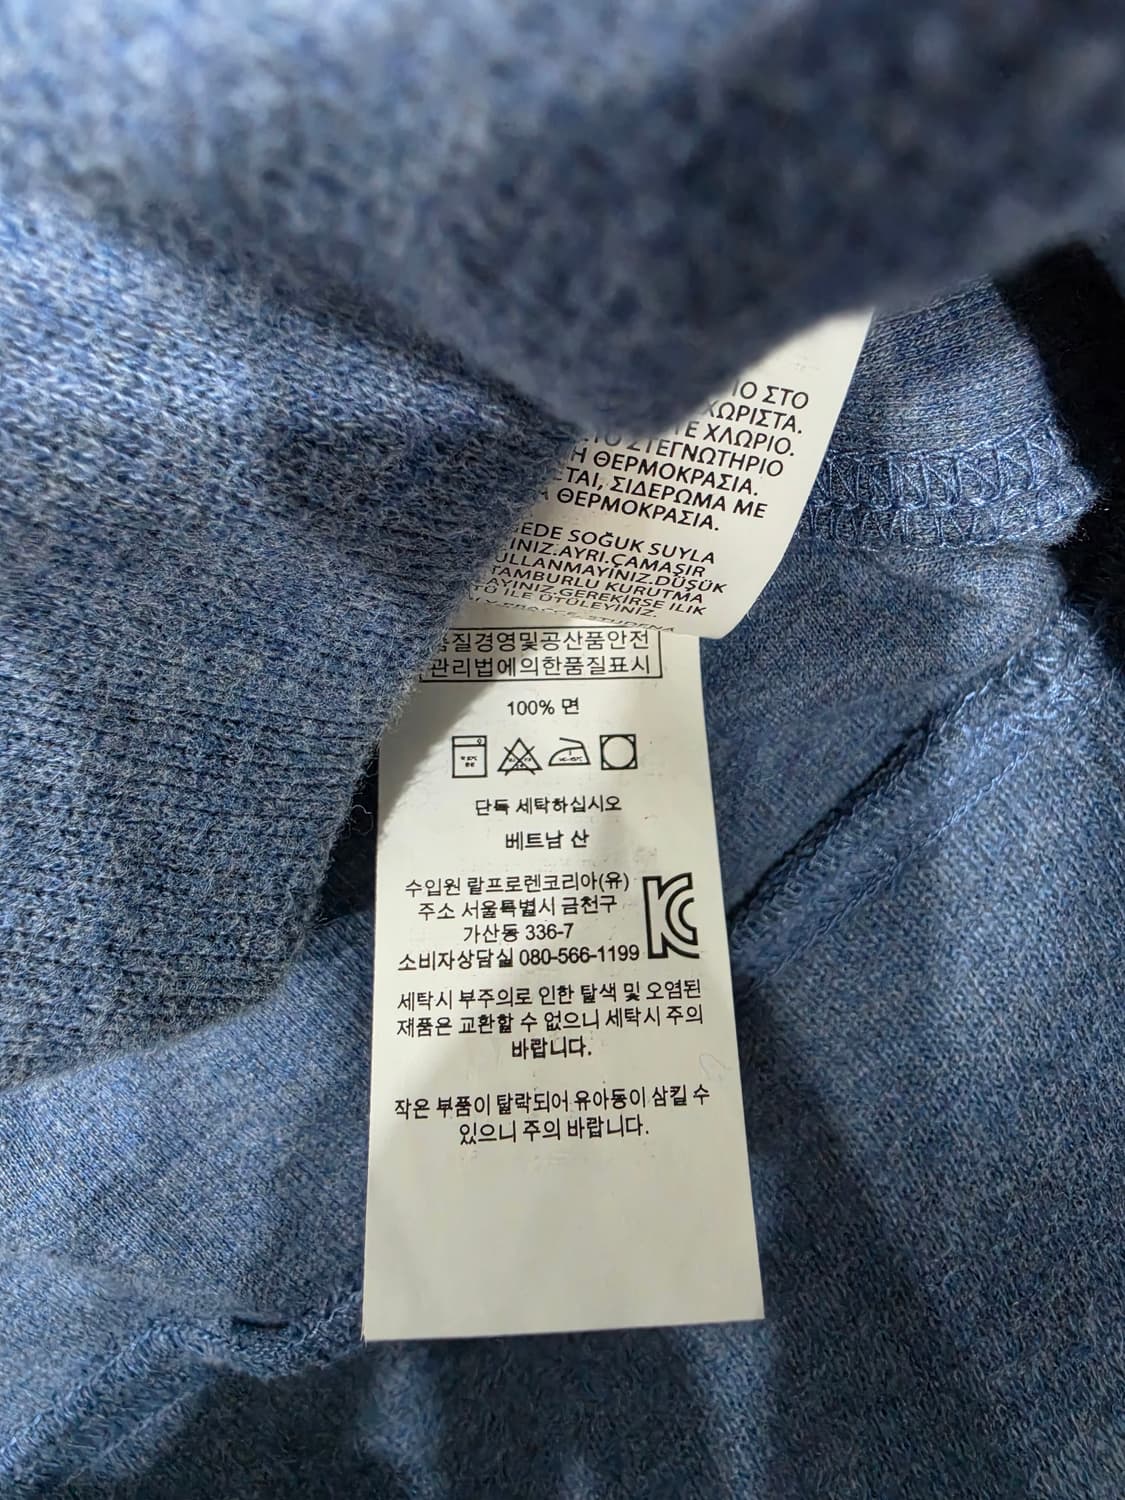 ΙΟ ΣΤΟ
ΧΩΡΙΣΤΑ.
ΤΕ ΧΛΩΡΙΟ.
ΣΤΕΓΝΩΤΗΡΙΟ
Η ΘΕΡΜΟΚΡΑΣΙΑ.
ΕΤΑΙ, ΣΙΔΕΡΩΜΑ ΜΕ
ΘΕΡΜΟΚΡΑΣΙΑ.
EDE SOĞUK SUYLA
INIZ.AYRI.ÇAMAŞIR
ULLANMAYINIZ.DÜŞÜK
TAMBURLU KURUTMA
AYINIZ.GEREKIRSE ILIK
ILE ÜTÜLEYINIZ.
품질경영및공산품안전
관리법에의한품질표시
100% 면
단독 세탁하십시오
베트남 산
수입원 랄프로렌코리아(유)
주소 서울특별시 금천구
가산동 336-7
소비자상담실 080-566-1199
KC
세탁시 부주의로 인한 탈색 및 오염된
제품은 교환할 수 없으니 세탁시 주의
바랍니다.
작은 부품이 탈락되어 유아동이 삼킬 수
있으니 주의 바랍니다.